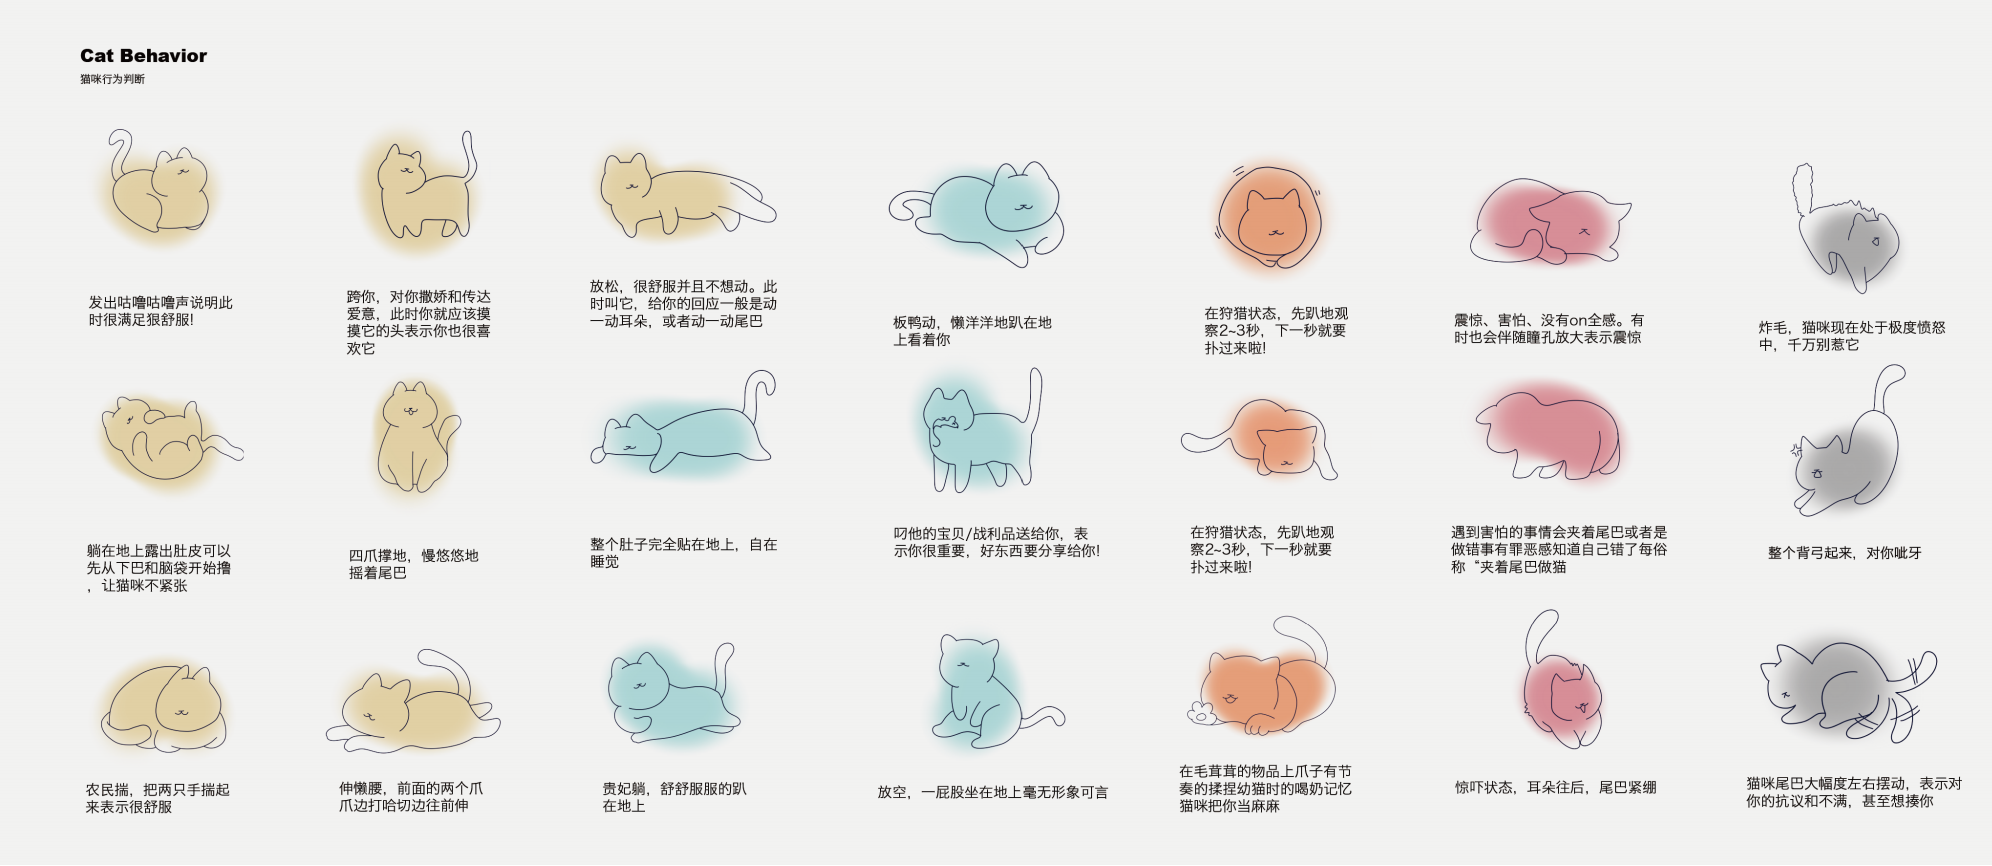 Cat Behavior
猫咪行为判断
发出咕噜咕噜声说明此
时很满足狠舒服!
跨你，对你撒娇和传达
爱意，此时你就应该摸
摸它的头表示你也很喜
欢它
放松，很舒服并且不想动。此
时叫它，给你的回应一般是动
一动耳朵，或者动一动尾巴
板鸭动，懒洋洋地趴在地
上看着你
在狩猎状态，先趴地观
察2~3秒，下一秒就要
扑过来啦!
震惊、害怕、没有on全感。有
时也会伴随瞳孔放大表示震惊
炸毛，猫咪现在处于极度愤怒
中，千万别惹它
躺在地上露出肚皮可以
先从下巴和脑袋开始撸
，让猫咪不紧张
四爪撑地，慢悠悠地
摇着尾巴
整个肚子完全贴在地上，自在
睡觉
叼他的宝贝/战利品送给你，表
示你很重要，好东西要分享给你!
在狩猎状态，先趴地观
察2~3秒，下一秒就要
扑过来啦!
遇到害怕的事情会夹着尾巴或者是
做错事有罪恶感知道自己错了每俗
称“夹着尾巴做猫
整个背弓起来，对你呲牙
农民揣，把两只手揣起
来表示很舒服
伸懒腰，前面的两个爪
爪边打哈切边往前伸
贵妃躺，舒舒服服的趴
在地上
放空，一屁股坐在地上毫无形象可言
在毛茸茸的物品上爪子有节
奏的揉捏幼猫时的喝奶记忆
猫咪把你当麻麻
惊吓状态，耳朵往后，尾巴紧绷
猫咪尾巴大幅度左右摆动，表示对
你的抗议和不满，甚至想揍你